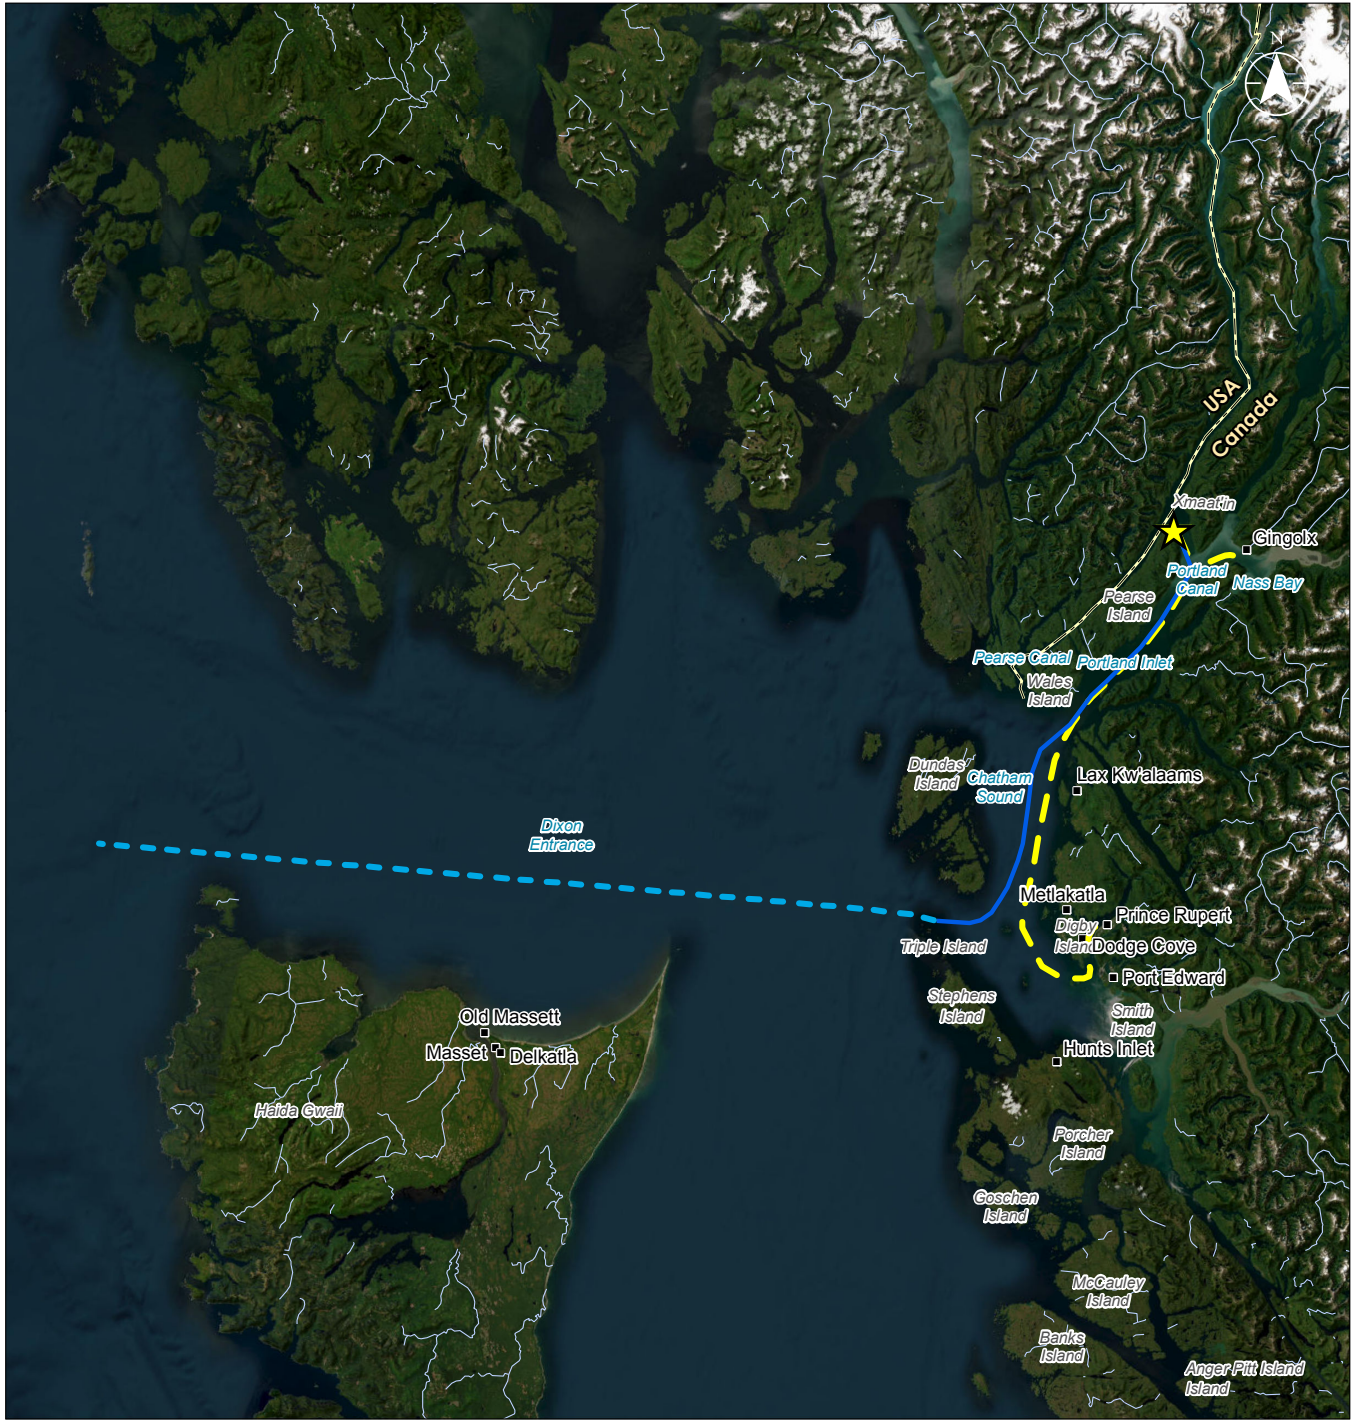 N
USA
Canada
Xmaat'in
Gingolx
Portland
Canal
Nass Bay
Pearse
Island
Pearse Canal
Portland Inlet
Wales
Island
Dundas
Island
Chatham
Sound
Lax Kw'alaams
Dixon
Entrance
Metlakatla
Prince Rupert
Digby
Island
Dodge Cove
Triple Island
Port Edward
Stephens
Island
Smith
Island
Old Massett
Masset
Delkatla
Hunts Inlet
Haida Gwaii
Porcher
Island
Goschen
Island
McCauley
Island
Banks
Island
Anger Pitt Island
Island